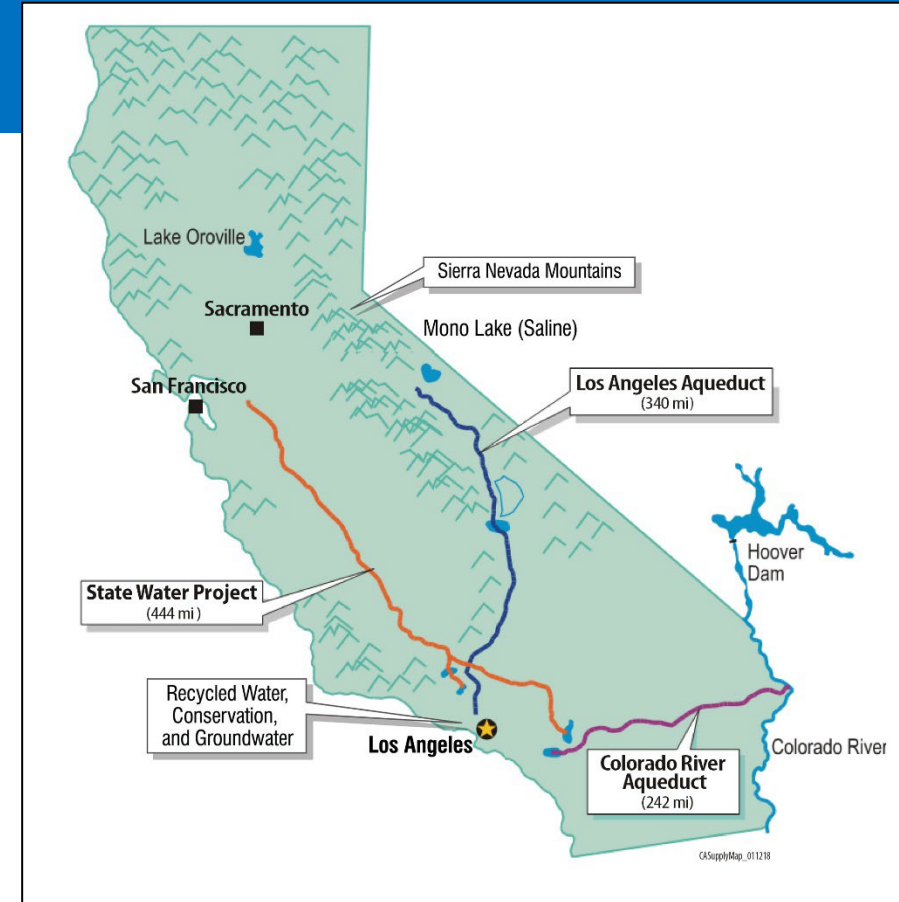 Lake Oroville
Sierra Nevada Mountains
Sacramento
Mono Lake (Saline)
San Francisco
Los Angeles Aqueduct
(340 mi)
Hoover
Dam
State Water Project
(444 mi)
Recycled Water,
Conservation,
and Groundwater
Los Angeles
Colorado River
Colorado River
Aqueduct
(242 mi)
CASupplyMap_011218